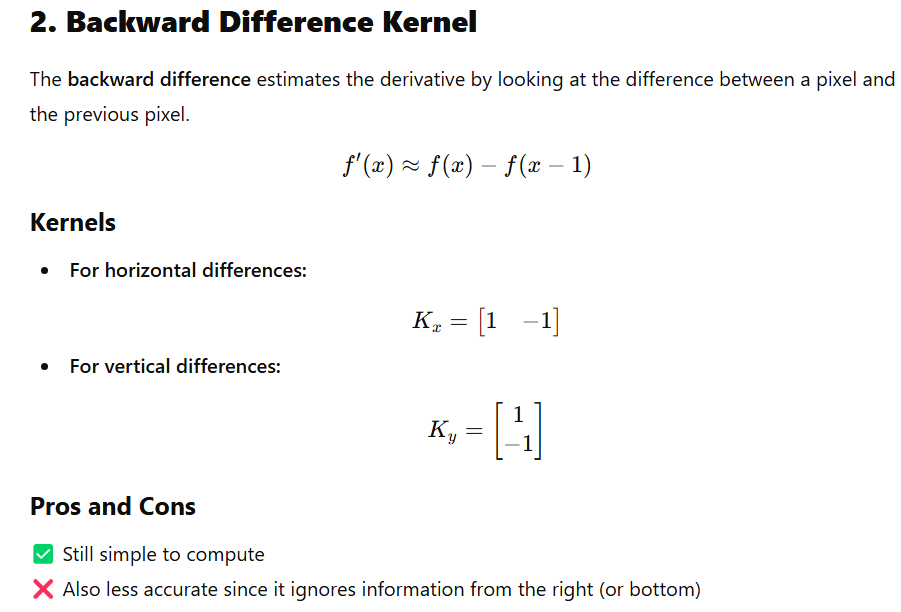 2. Backward Difference Kernel
The backward difference estimates the derivative by looking at the difference between a pixel and
the previous pixel.
f′(x) ≈ f(x) − f(x − 1)
Kernels
• For horizontal differences:
Kₓ = [1 −1]
• For vertical differences:
K_y = [1
−1]
Pros and Cons
✅ Still simple to compute
❌ Also less accurate since it ignores information from the right (or bottom)